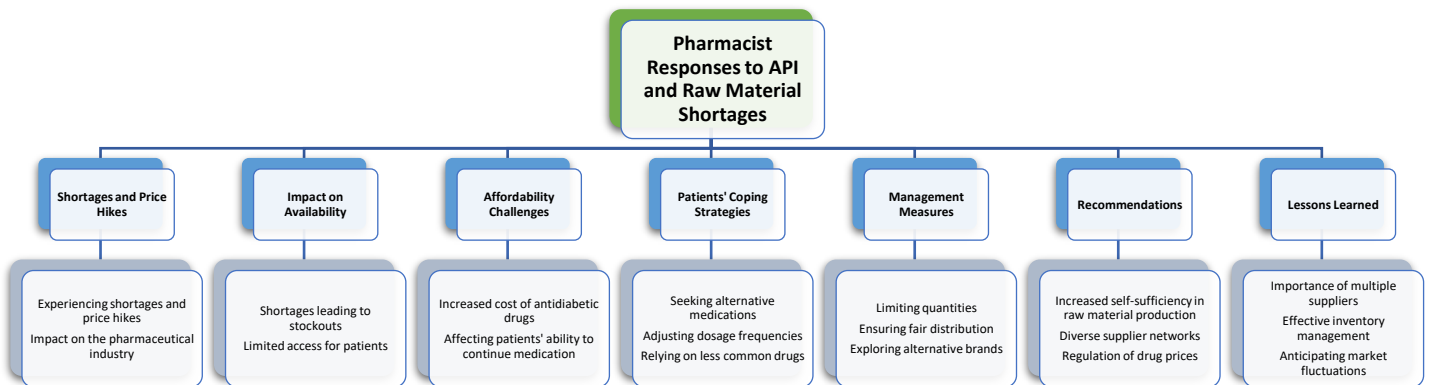 Pharmacist
Responses to API
and Raw Material
Shortages
Shortages and Price
Hikes
Impact on
Availability
Affordability
Challenges
Patients' Coping
Strategies
Management
Measures
Recommendations
Lessons Learned
Experiencing shortages and
price hikes
Impact on the pharmaceutical
industry
Shortages leading to
stockouts
Limited access for patients
Increased cost of antidiabetic
drugs
Affecting patients' ability to
continue medication
Seeking alternative
medications
Adjusting dosage frequencies
Relying on less common drugs
Limiting quantities
Ensuring fair distribution
Exploring alternative brands
Increased self-sufficiency in
raw material production
Diverse supplier networks
Regulation of drug prices
Importance of multiple
suppliers
Effective inventory
management
Anticipating market
fluctuations